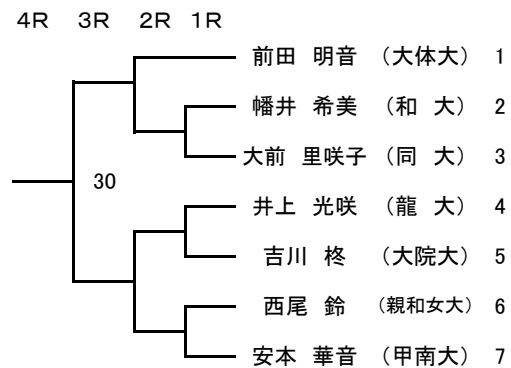 4R 3R 2R 1R
前田 明音 （大体大） 1
幡井 希美 （和 大） 2
大前 里咲子 （同 大） 3
30
井上 光咲 （龍 大） 4
吉川 柊 （大院大） 5
西尾 鈴 （親和女大） 6
安本 華音 （甲南大） 7